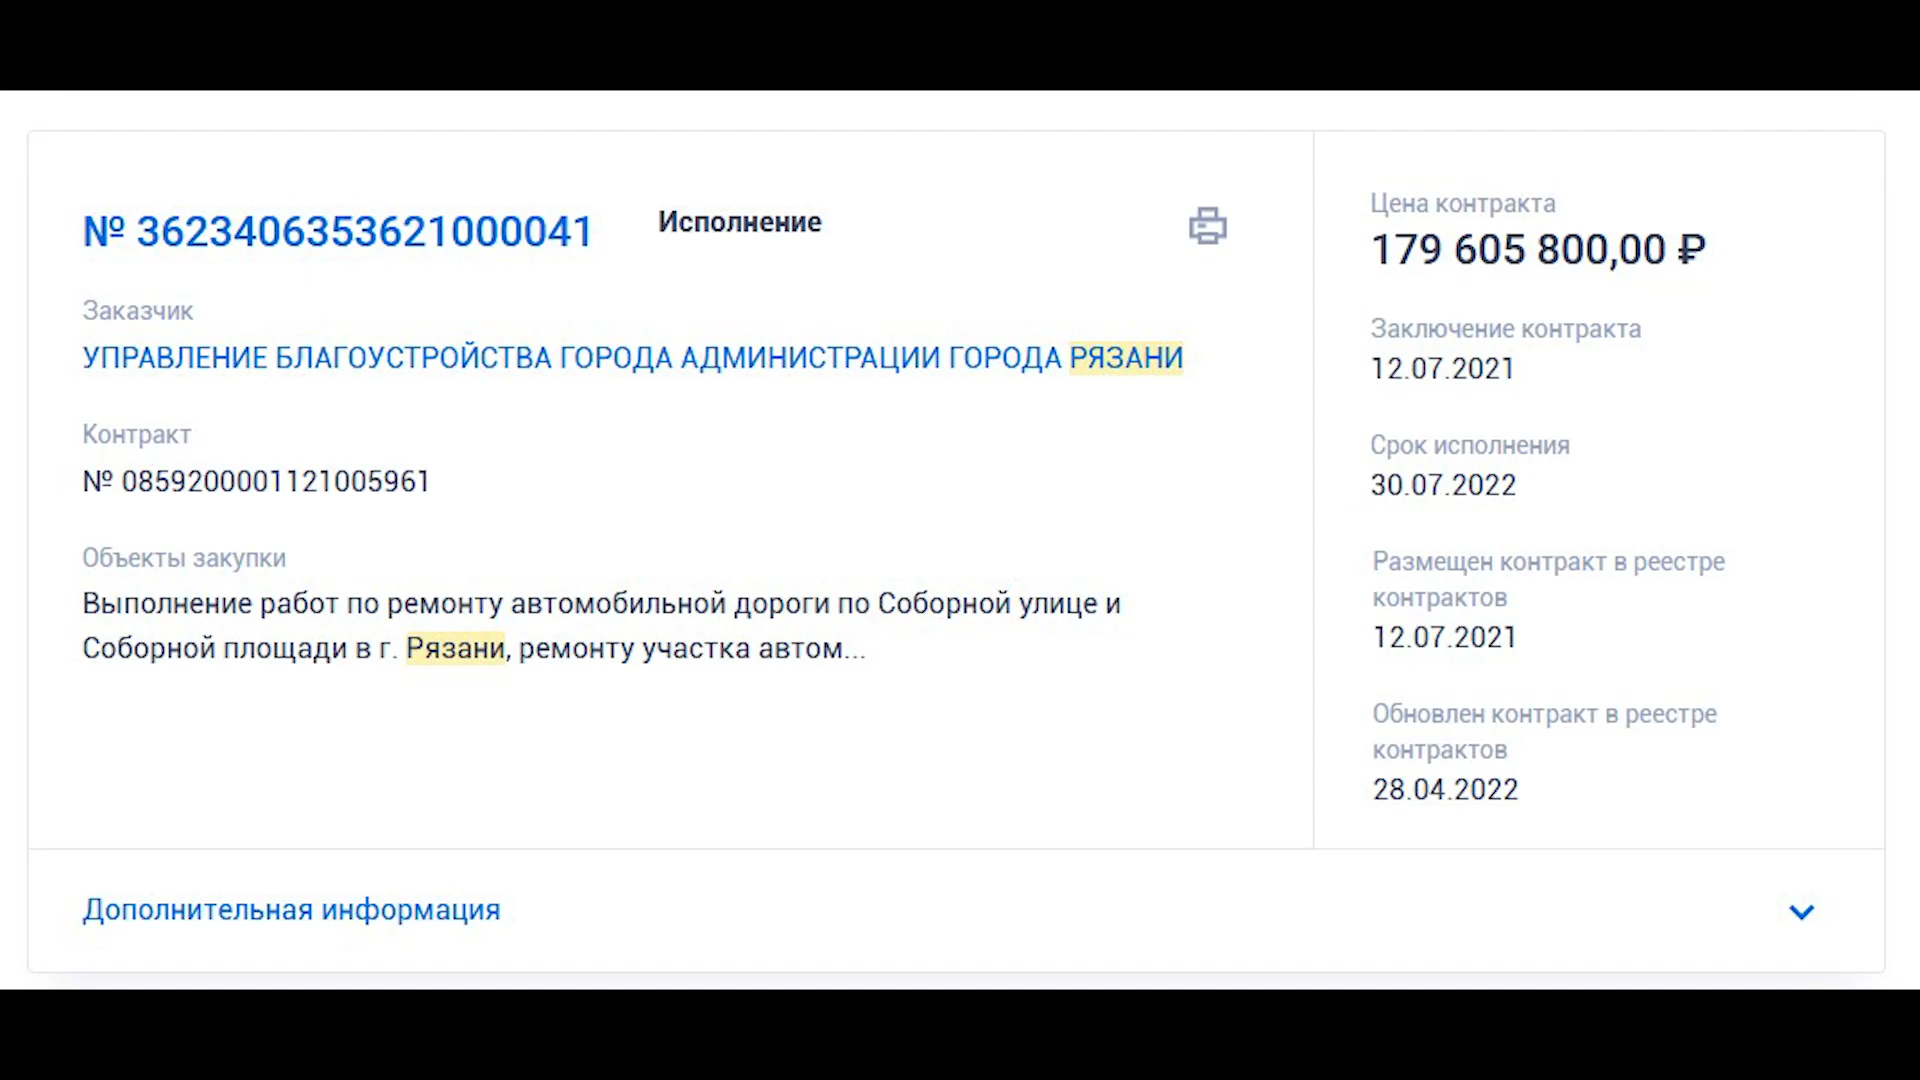 № 3623406353621000041
Исполнение
Заказчик
УПРАВЛЕНИЕ БЛАГОУСТРОЙСТВА ГОРОДА АДМИНИСТРАЦИИ ГОРОДА РЯЗАНИ
Контракт
№ 0859200001121005961
Объекты закупки
Выполнение работ по ремонту автомобильной дороги по Соборной улице и
Соборной площади в г. Рязани, ремонту участка автом...
Цена контракта
179 605 800,00 ₽
Заключение контракта
12.07.2021
Срок исполнения
30.07.2022
Размещен контракт в реестре
контрактов
12.07.2021
Обновлен контракт в реестре
контрактов
28.04.2022
Дополнительная информация